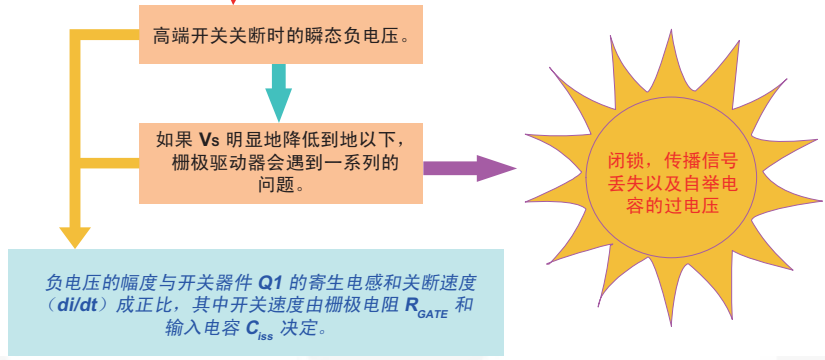 高端开关关断时的瞬态负电压。
如果 Vs 明显地降低到地以下，
栅极驱动器会遇到一系列的
问题。
闭锁，传播信号
丢失以及自举电
容的过电压
负电压的幅度与开关器件 Q1 的寄生电感和关断速度
（di/dt）成正比，其中开关速度由栅极电阻 R_GATE 和
输入电容 C_iss 决定。